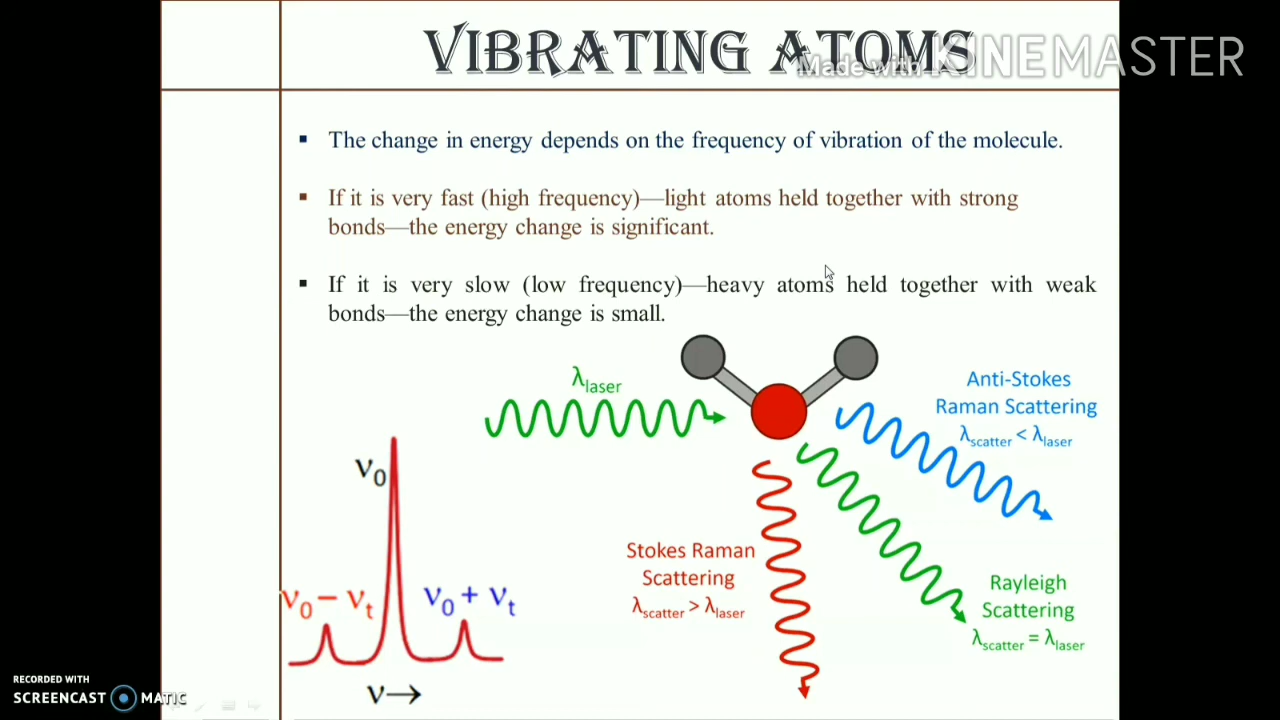 VIBRATING ATOMS
Made with KINEMASTER
▪ The change in energy depends on the frequency of vibration of the molecule.
▪ If it is very fast (high frequency)—light atoms held together with strong
bonds—the energy change is significant.
▪ If it is very slow (low frequency)—heavy atoms held together with weak
bonds—the energy change is small.
λlaser
Anti-Stokes
Raman Scattering
λscatter < λlaser
ν0
Stokes Raman
Scattering
λscatter > λlaser
ν0 − νt
ν0 + νt
Rayleigh
Scattering
λscatter = λlaser
ν→
RECORDED WITH
SCREENCAST MATIC